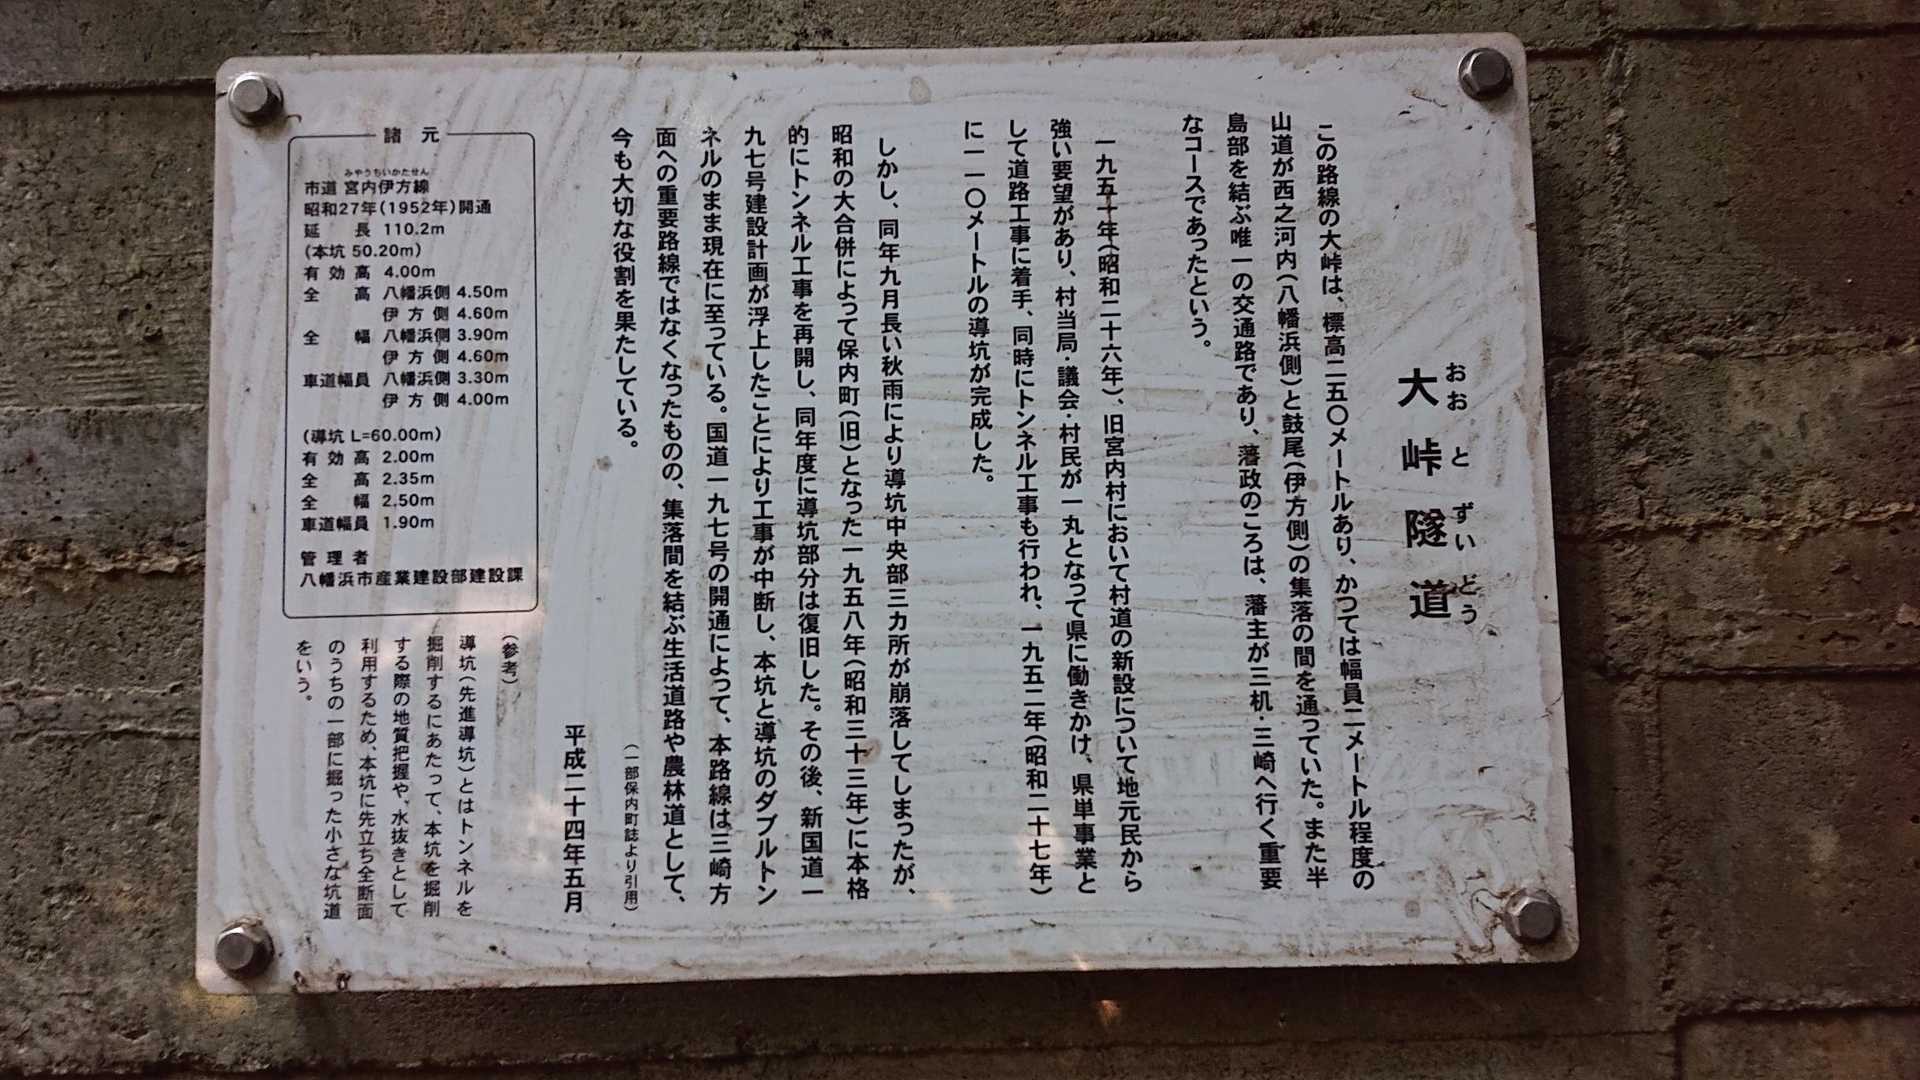 大峠隧道
おおとずいどう
この路線の大峠は、標高二五〇メートルあり、かつては幅員二メートル程度の
山道が西之河内(八幡浜側)と鼓尾(伊方側)の集落の間を通っていた。また半
島部を結ぶ唯一の交通路であり、藩政のころは、藩主が三机・三崎へ行く重要
なコースであったという。
一九五一年(昭和二十六年)、旧宮内村において村道の新設について地元民から
強い要望があり、村当局・議会・村民が一丸となって県に働きかけ、県単事業と
して道路工事に着手、同時にトンネル工事も行われ、一九五二年(昭和二十七年)
に一一〇メートルの導坑が完成した。
しかし、同年九月長い秋雨により導坑中央部三カ所が崩落してしまったが、
昭和の大合併によって保内町(旧)となった一九五八年(昭和三十三年)に本格
的にトンネル工事を再開し、同年度に導坑部分は復旧した。その後、新国道一
九七号建設計画が浮上したことにより工事が中断し、本坑と導坑のダブルトン
ネルのまま現在に至っている。国道一九七号の開通によって、本路線は三崎方
面への重要路線ではなくなったものの、集落間を結ぶ生活道路や農林道として、
今も大切な役割を果たしている。
(一部保内町誌より引用)
平成二十四年五月
諸元
みやうちいかたせん
市道 宮内伊方線
昭和27年(1952年)開通
延長 110.2m
(本坑 50.20m)
有効高 4.00m
全高 八幡浜側 4.50m
伊方側 4.60m
全幅 八幡浜側 3.90m
伊方側 4.60m
車道幅員 八幡浜側 3.30m
伊方側 4.00m
(導坑 L=60.00m)
有効高 2.00m
全高 2.35m
全幅 2.50m
車道幅員 1.90m
管理者
八幡浜市産業建設部建設課
(参考)
導坑(先進導坑)とはトンネルを
掘削するにあたって、本坑を掘削
する際の地質把握や、水抜きとして
利用するため、本坑に先立ち全断面
のうちの一部に掘った小さな坑道
をいう。